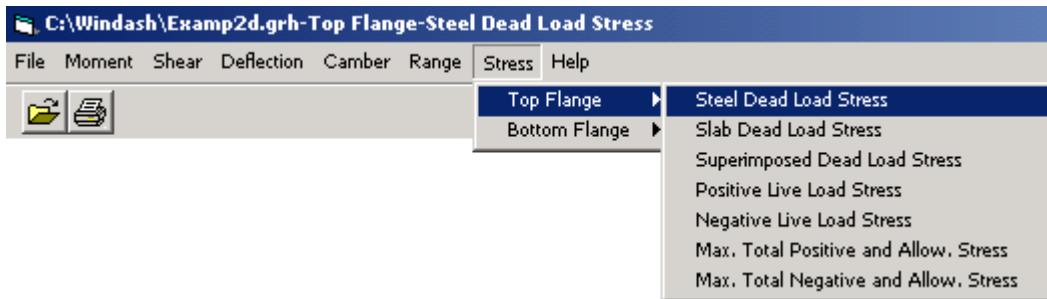 C:\Windash\Examp2d.grh-Top Flange-Steel Dead Load Stress
File Moment Shear Deflection Camber Range Stress Help
Top Flange Steel Dead Load Stress
Bottom Flange Slab Dead Load Stress
Superimposed Dead Load Stress
Positive Live Load Stress
Negative Live Load Stress
Max. Total Positive and Allow. Stress
Max. Total Negative and Allow. Stress